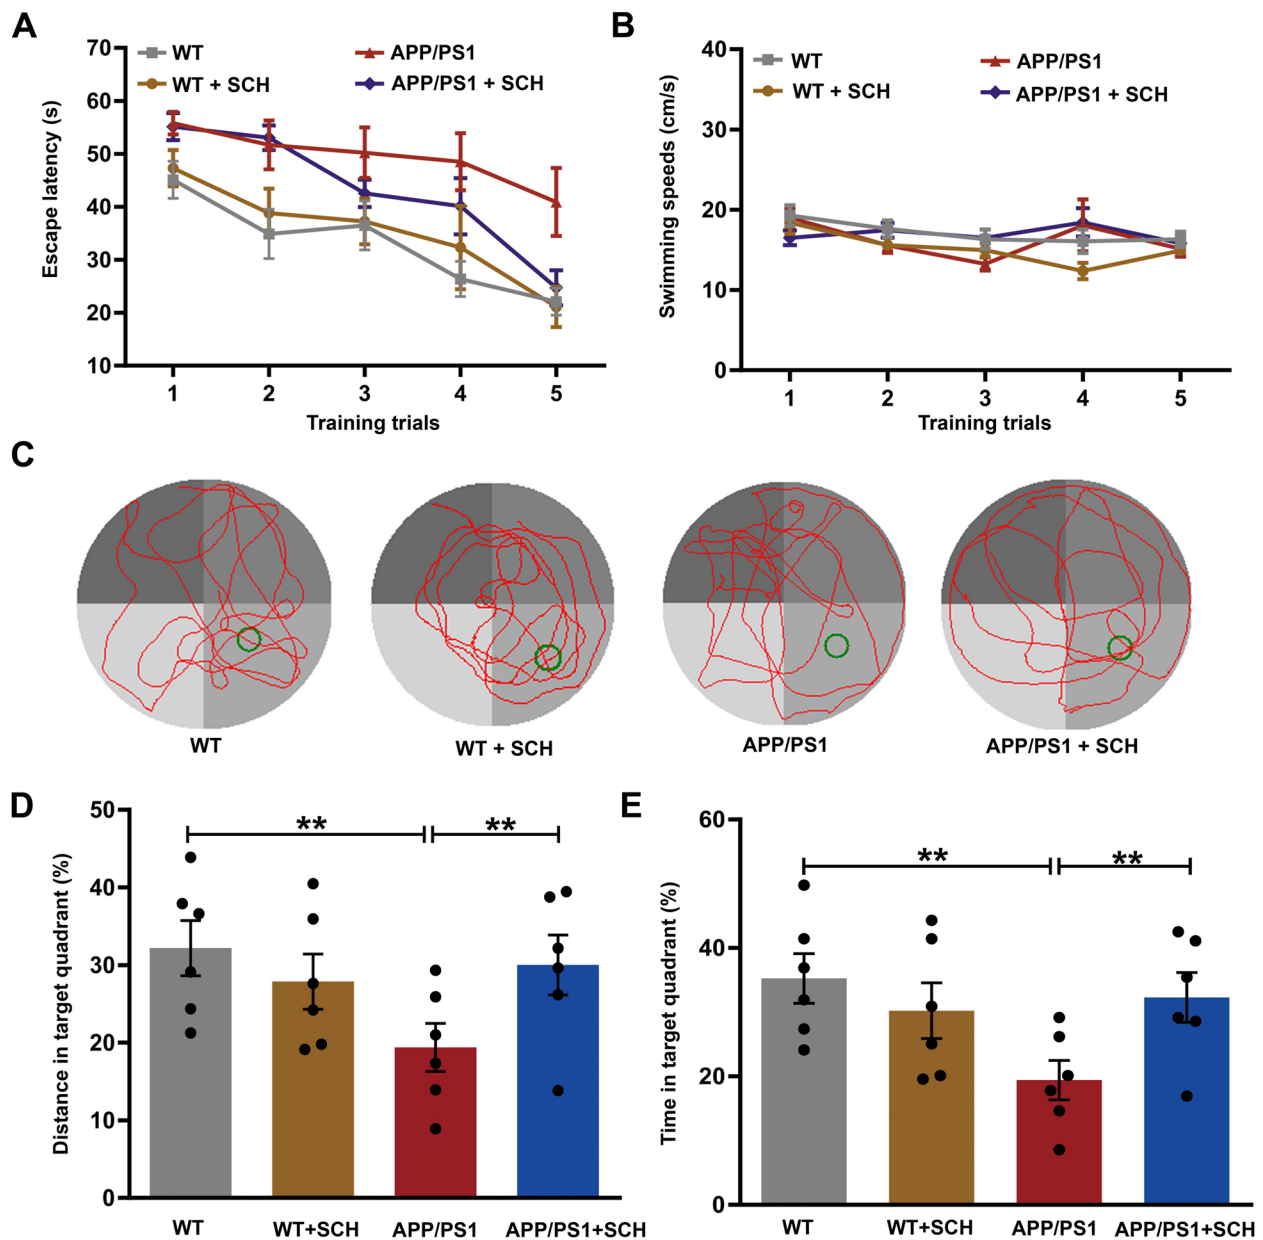 A
70
60
50
40
30
20
10
Escape latency (s)
WT
WT + SCH
APP/PS1
APP/PS1 + SCH
1 2 3 4 5
Training trials
B
40
30
20
10
0
Swimming speeds (cm/s)
WT
WT + SCH
APP/PS1
APP/PS1 + SCH
1 2 3 4 5
Training trials
C
WT
WT + SCH
APP/PS1
APP/PS1 + SCH
D
50
40
30
20
10
0
Distance in target quadrant (%)
** **
WT WT+SCH APP/PS1 APP/PS1+SCH
E
60
40
20
0
Time in target quadrant (%)
** **
WT WT+SCH APP/PS1 APP/PS1+SCH